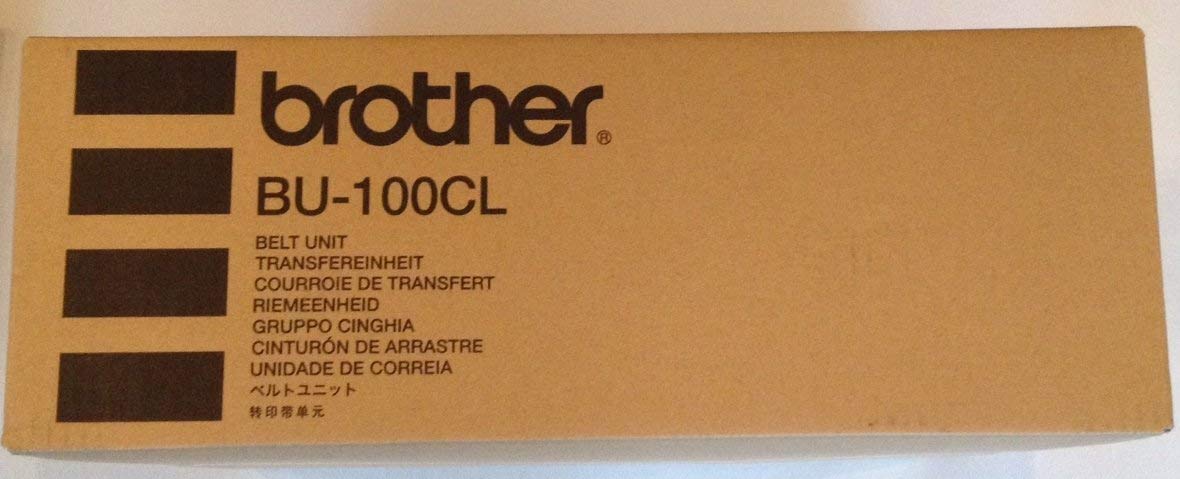 brother®
BU-100CL
BELT UNIT
TRANSFEREINHEIT
COURROIE DE TRANSFERT
RIEMEENHEID
GRUPPO CINGHIA
CINTURÓN DE ARRASTRE
UNIDADE DE CORREIA
ベルトユニット
转印带单元